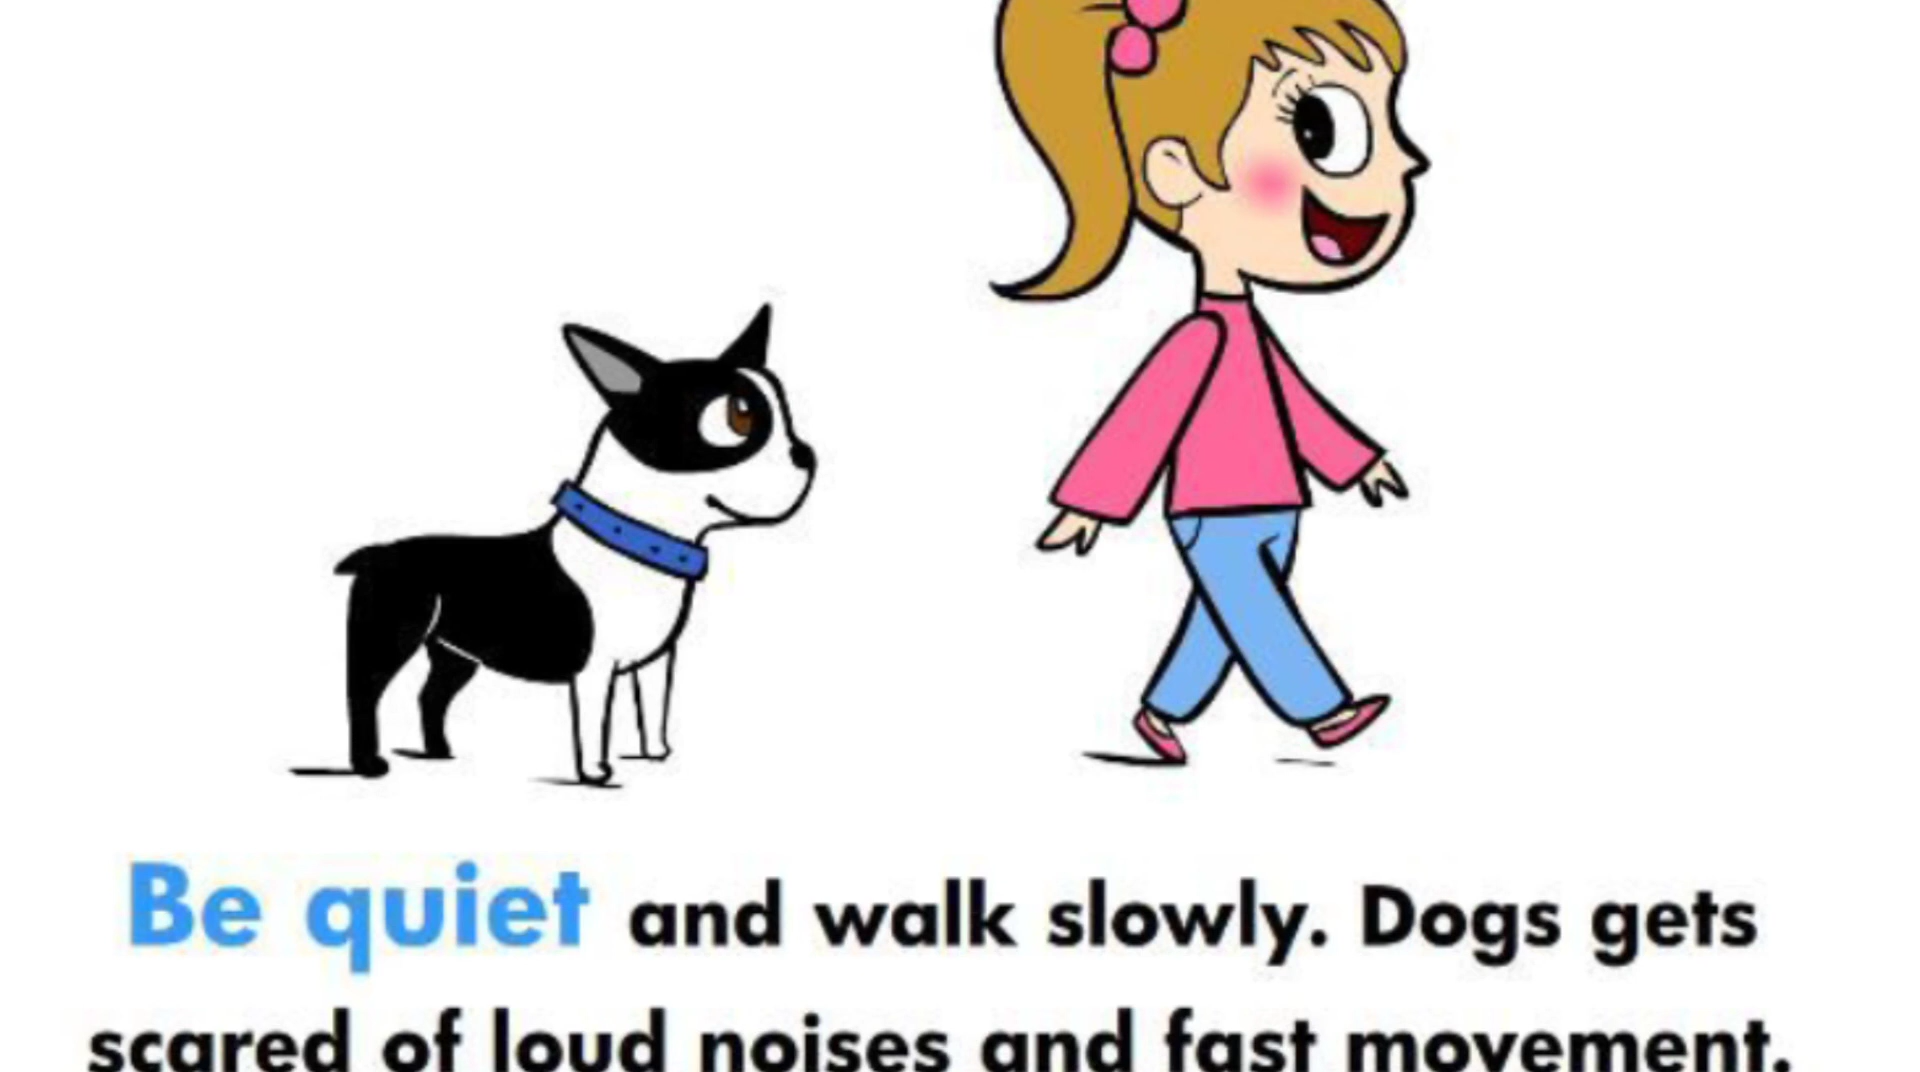 Be quiet and walk slowly. Dogs gets
scared of loud noises and fast movement.